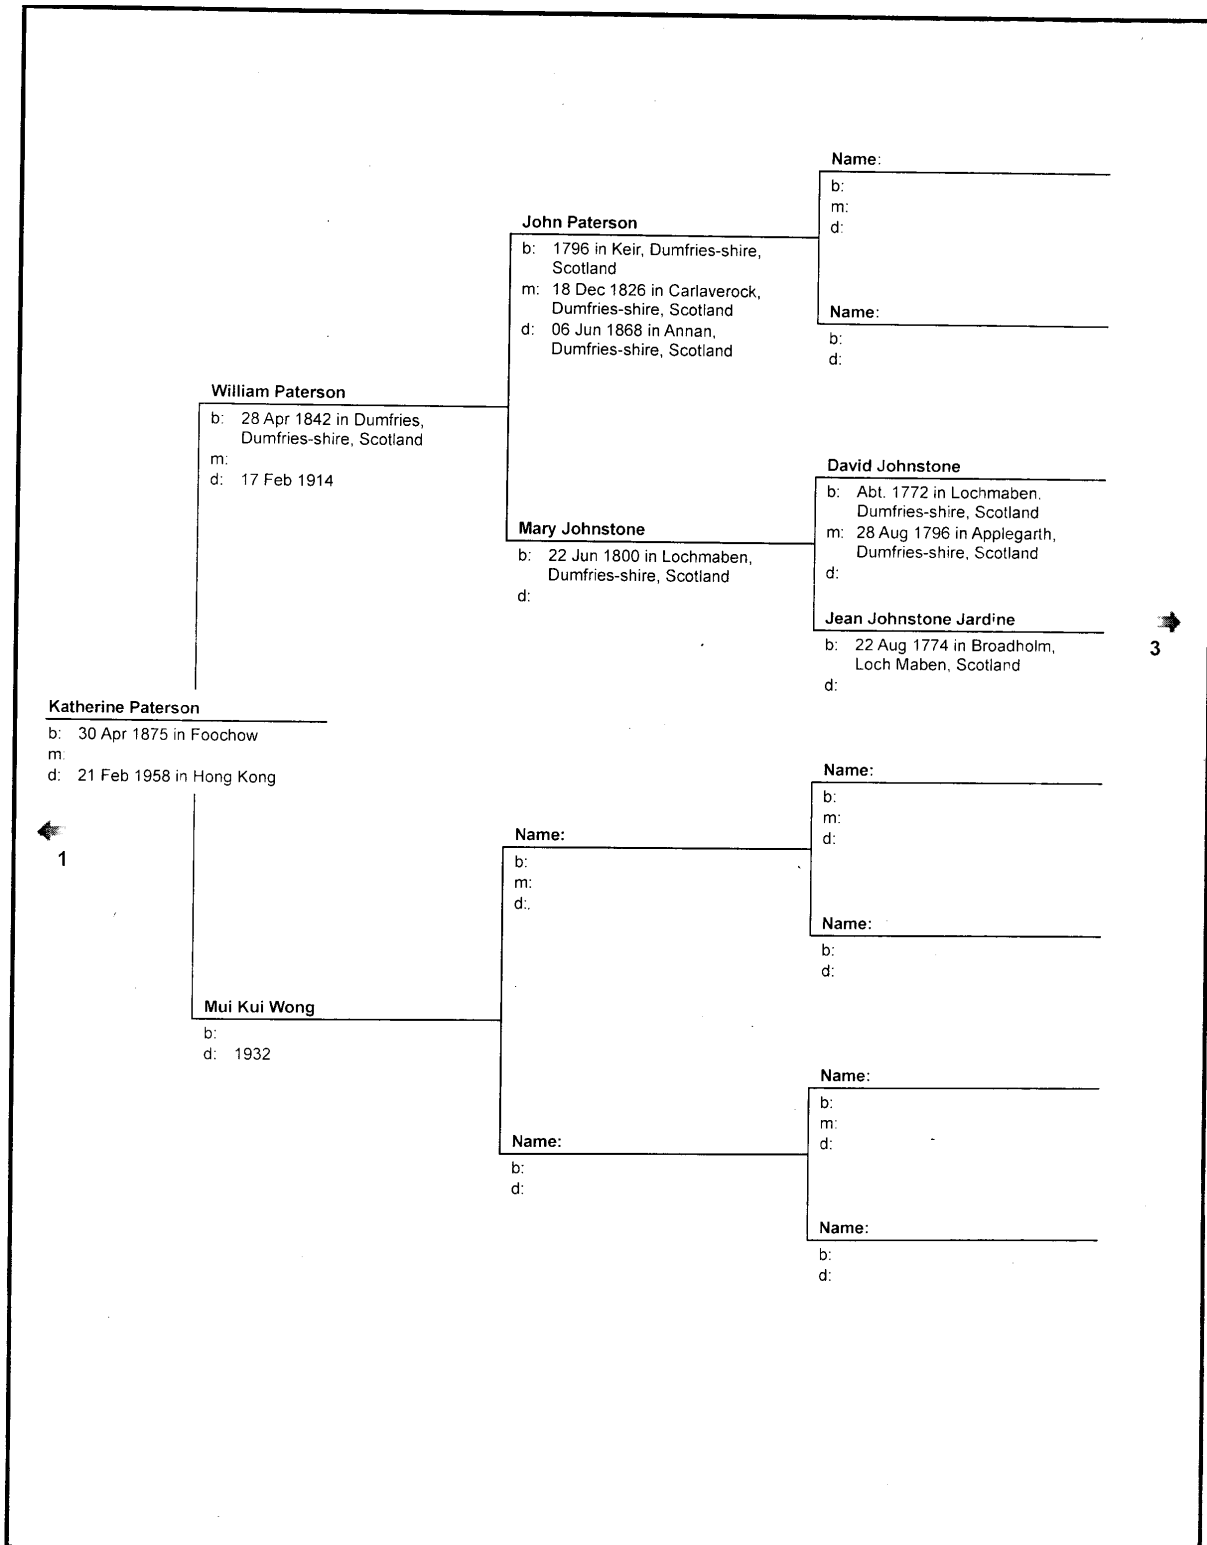 Name:
b:
m:
d:
John Paterson
b: 1796 in Keir, Dumfries-shire,
Scotland
m: 18 Dec 1826 in Carlaverock,
Dumfries-shire, Scotland
d: 06 Jun 1868 in Annan,
Dumfries-shire, Scotland
Name:
b:
d:
William Paterson
b: 28 Apr 1842 in Dumfries,
Dumfries-shire, Scotland
m:
d: 17 Feb 1914
David Johnstone
b: Abt. 1772 in Lochmaben,
Dumfries-shire, Scotland
m: 28 Aug 1796 in Applegarth,
Dumfries-shire, Scotland
d:
Mary Johnstone
b: 22 Jun 1800 in Lochmaben,
Dumfries-shire, Scotland
d:
Jean Johnstone Jardine
b: 22 Aug 1774 in Broadholm,
Loch Maben, Scotland
d:
3
Katherine Paterson
b: 30 Apr 1875 in Foochow
m:
d: 21 Feb 1958 in Hong Kong
1
Name:
b:
m:
d:
Name:
b:
m:
d:
Name:
b:
d:
Mui Kui Wong
b:
d: 1932
Name:
b:
m:
d:
Name:
b:
d:
Name:
b:
d: